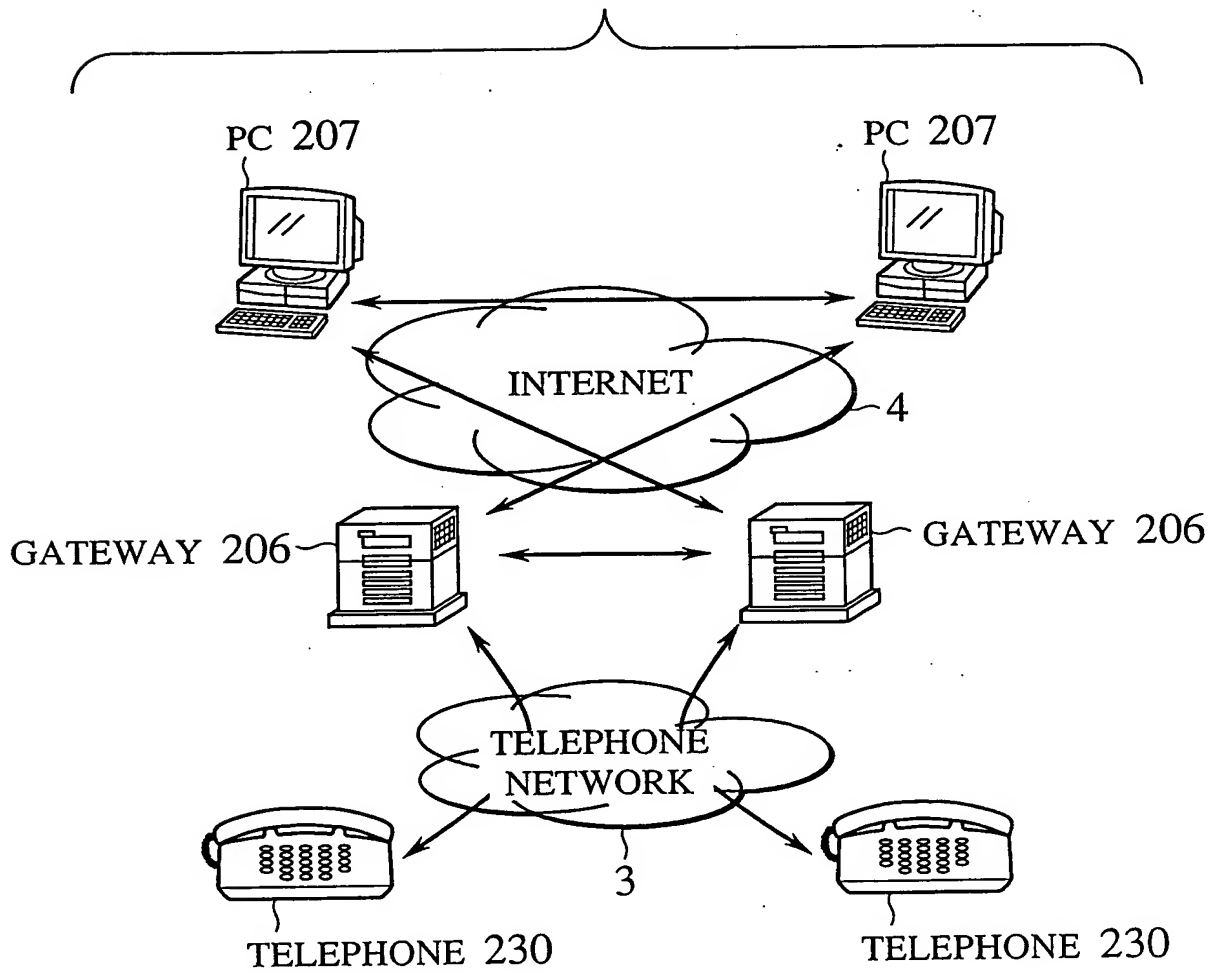 PC 207
PC 207
INTERNET
4
GATEWAY 206
GATEWAY 206
TELEPHONE
NETWORK
3
TELEPHONE 230
TELEPHONE 230